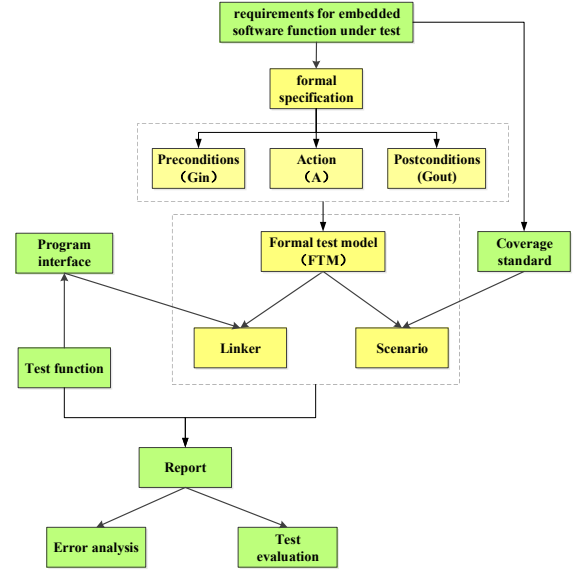 requirements for embedded
software function under test
formal
specification
Preconditions
（Gin）
Action
（A）
Postconditions
(Gout)
Program
interface
Formal test model
（FTM）
Coverage
standard
Linker
Scenario
Test function
Report
Error analysis
Test
evaluation